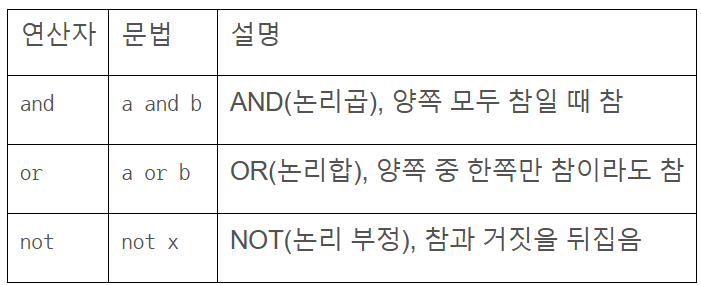 연산자 문법 설명
and a and b AND(논리곱), 양쪽 모두 참일 때 참
or a or b OR(논리합), 양쪽 중 한쪽만 참이라도 참
not not x NOT(논리 부정), 참과 거짓을 뒤집음